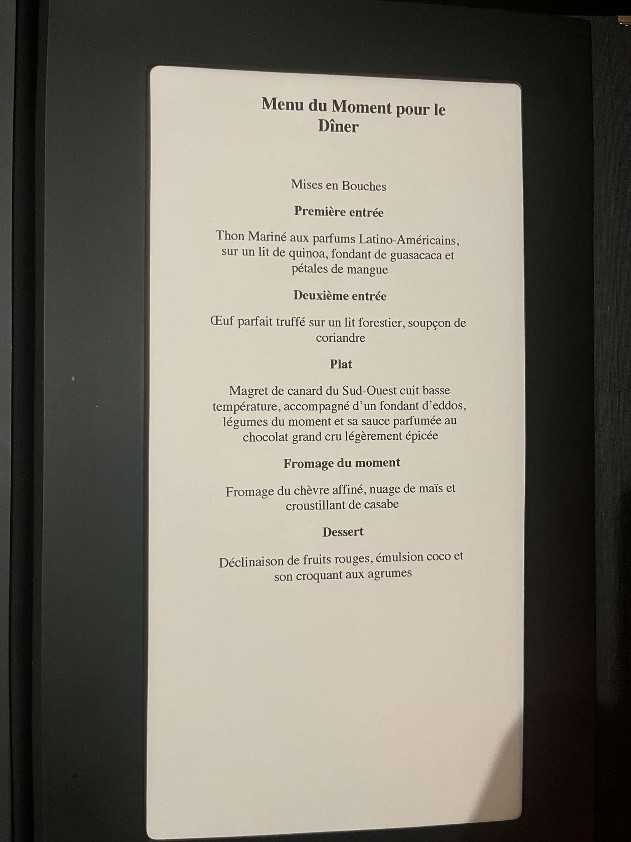 Menu du Moment pour le
Dîner
Mises en Bouches
Première entrée
Thon Mariné aux parfums Latino-Américains,
sur un lit de quinoa, fondant de guasacaca et
pétales de mangue
Deuxième entrée
Œuf parfait truffé sur un lit forestier, soupçon de
coriandre
Plat
Magret de canard du Sud-Ouest cuit basse
température, accompagné d'un fondant d'eddos,
légumes du moment et sa sauce parfumée au
chocolat grand cru légèrement épicée
Fromage du moment
Fromage du chèvre affiné, nuage de maïs et
croustillant de casabe
Dessert
Déclinaison de fruits rouges, émulsion coco et
son croquant aux agrumes